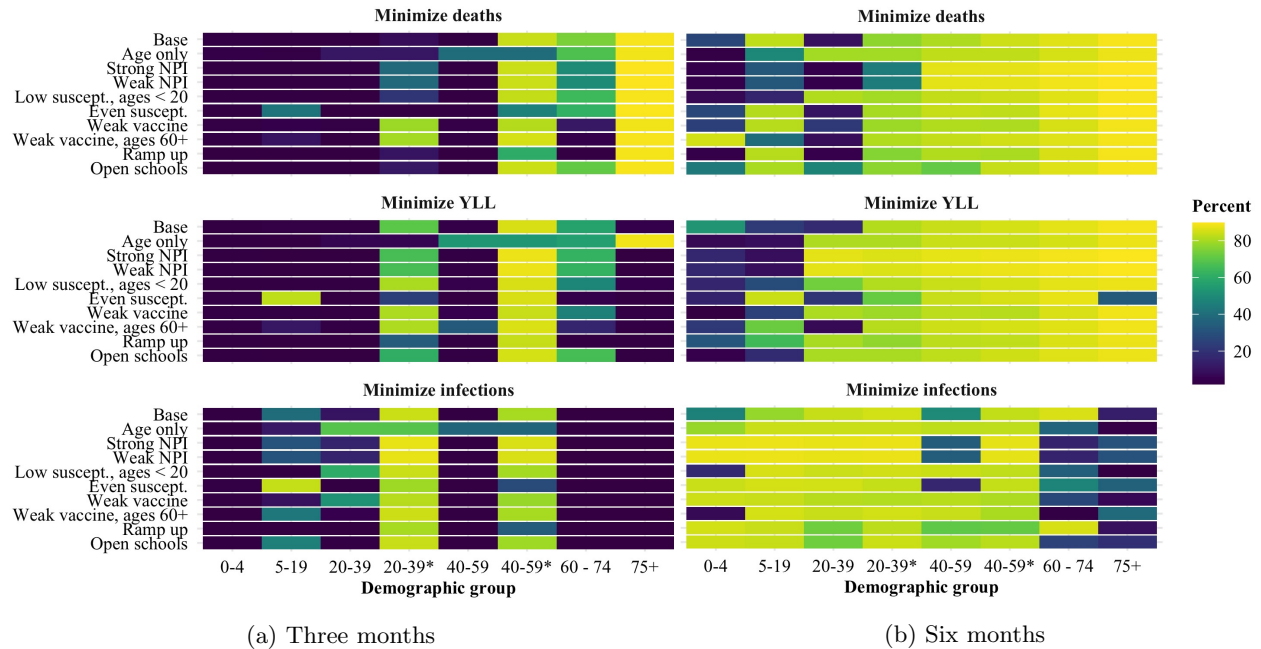 Minimize deaths
Base
Age only
Strong NPI
Weak NPI
Low suscept., ages < 20
Even suscept.
Weak vaccine
Weak vaccine, ages 60+
Ramp up
Open schools
Minimize YLL
Base
Age only
Strong NPI
Weak NPI
Low suscept., ages < 20
Even suscept.
Weak vaccine
Weak vaccine, ages 60+
Ramp up
Open schools
Minimize infections
Base
Age only
Strong NPI
Weak NPI
Low suscept., ages < 20
Even suscept.
Weak vaccine
Weak vaccine, ages 60+
Ramp up
Open schools
0-4 5-19 20-39 20-39* 40-59 40-59* 60 - 74 75+
Demographic group
(a) Three months
Minimize deaths
Minimize YLL
Minimize infections
0-4 5-19 20-39 20-39* 40-59 40-59* 60 - 74 75+
Demographic group
(b) Six months
Percent
80
60
40
20